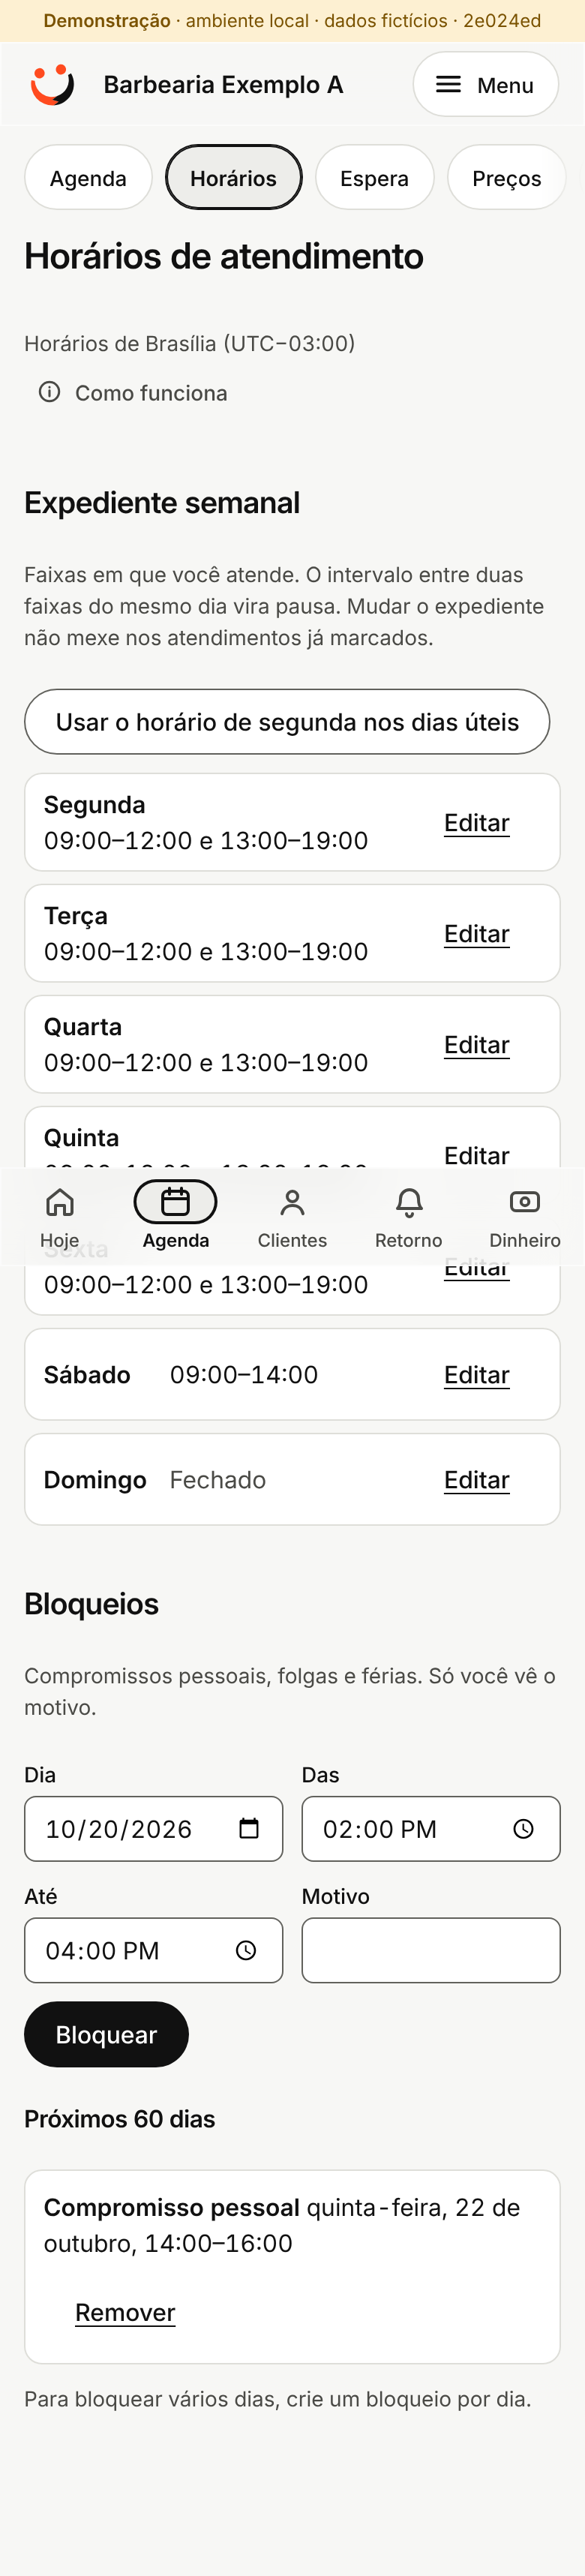 Demonstração · ambiente local · dados fictícios · 2e024ed
Barbearia Exemplo A
Menu
Agenda
Horários
Espera
Preços
Horários de atendimento
Horários de Brasília (UTC−03:00)
Como funciona
Expediente semanal
Faixas em que você atende. O intervalo entre duas
faixas do mesmo dia vira pausa. Mudar o expediente
não mexe nos atendimentos já marcados.
Usar o horário de segunda nos dias úteis
Segunda
09:00–12:00 e 13:00–19:00
Editar
Terça
09:00–12:00 e 13:00–19:00
Editar
Quarta
09:00–12:00 e 13:00–19:00
Editar
Quinta
Editar
Hoje
Agenda
Clientes
Retorno
Dinheiro
Sexta
Editar
09:00–12:00 e 13:00–19:00
Sábado
09:00–14:00
Editar
Domingo
Fechado
Editar
Bloqueios
Compromissos pessoais, folgas e férias. Só você vê o
motivo.
Dia
Das
10/20/2026
02:00 PM
Até
Motivo
04:00 PM
Bloquear
Próximos 60 dias
Compromisso pessoal quinta-feira, 22 de
outubro, 14:00–16:00
Remover
Para bloquear vários dias, crie um bloqueio por dia.